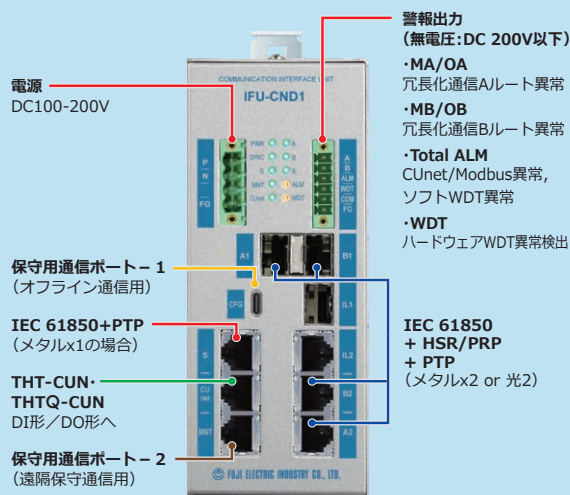 電源
DC100-200V
保守用通信ポート－1
（オフライン通信用）
IEC 61850+PTP
（メタルx1の場合）
THT-CUN・
THTQ-CUN
DI形／DO形へ
保守用通信ポート－2
（遠隔保守通信用）
COMMUNICATION INTERFACE UNIT
IFU-CND1
P
N
FG
PWR
A
SYNC
B
S
IL
MNT
ALM
CUnet
WDT
A
B
ALM
WDT
COM
FG
A1
B1
CFG
IL1
S
IL2
CU
net
B2
MNT
A2
FUJI ELECTRIC INDUSTRY CO., LTD.
警報出力
（無電圧:DC 200V以下）
・MA/OA
冗長化通信Aルート異常
・MB/OB
冗長化通信Bルート異常
・Total ALM
CUnet/Modbus異常,
ソフトWDT異常
・WDT
ハードウェアWDT異常検出
IEC 61850
+ HSR/PRP
+ PTP
（メタルx2 or 光2）